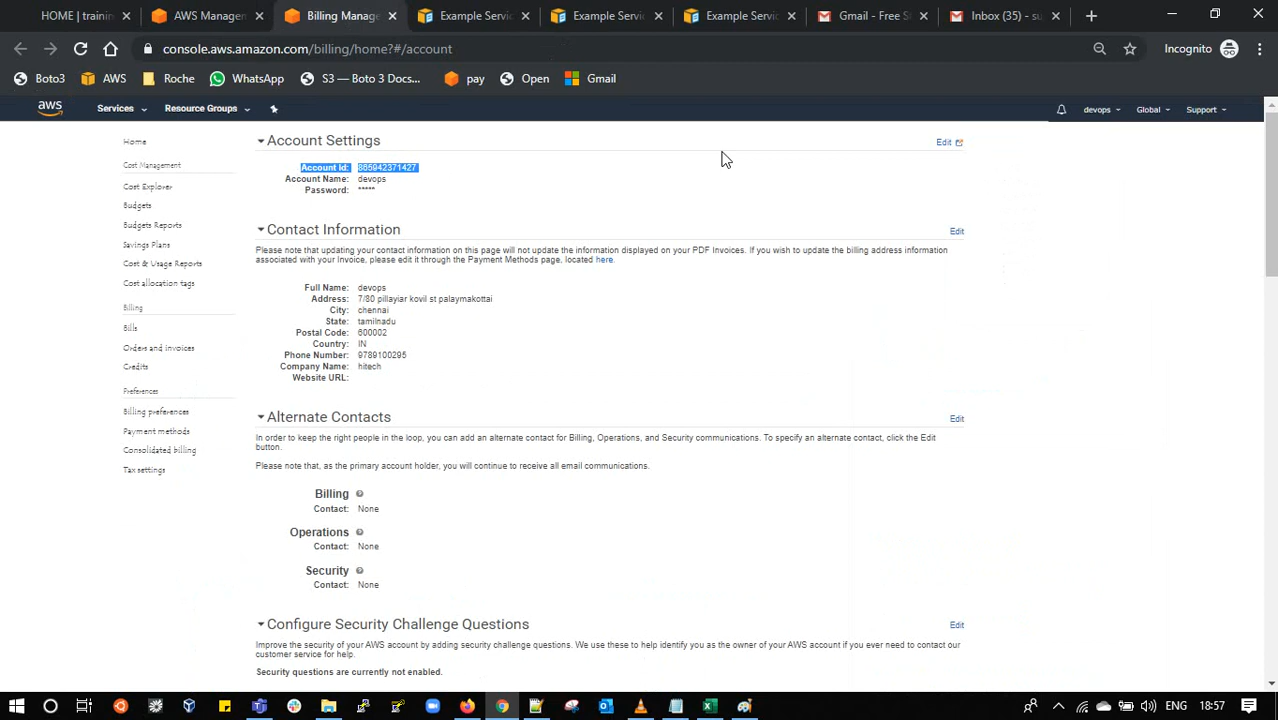 HOME | training
AWS Manage
Billing Manage
Example Servic
Example Servic
Example Servic
Gmail - Free S
Inbox (35) - su
console.aws.amazon.com/billing/home?#/account
Incognito
Boto3
AWS
Roche
WhatsApp
S3 — Boto 3 Docs...
pay
Open
Gmail
aws
Services
Resource Groups
devops
Global
Support
Home
Cost Management
Cost Explorer
Budgets
Budgets Reports
Savings Plans
Cost & Usage Reports
Cost allocation tags
Billing
Bills
Orders and invoices
Credits
Preferences
Billing preferences
Payment methods
Consolidated billing
Tax settings
Account Settings
Edit
Account Id: 865942371427
Account Name: devops
Password: *****
Contact Information
Edit
Please note that updating your contact information on this page will not update the information displayed on your PDF Invoices. If you wish to update the billing address information
associated with your Invoice, please edit it through the Payment Methods page, located here.
Full Name: devops
Address: 7/80 pillayiar kovil st palaymakottai
City: chennai
State: tamilnadu
Postal Code: 600002
Country: IN
Phone Number: 9789100295
Company Name: hitech
Website URL:
Alternate Contacts
Edit
In order to keep the right people in the loop, you can add an alternate contact for Billing, Operations, and Security communications. To specify an alternate contact, click the Edit
button.
Please note that, as the primary account holder, you will continue to receive all email communications.
Billing
Contact: None
Operations
Contact: None
Security
Contact: None
Configure Security Challenge Questions
Edit
Improve the security of your AWS account by adding security challenge questions. We use these to help identify you as the owner of your AWS account if you ever need to contact our
customer service for help.
Security questions are currently not enabled.
ENG
18:57